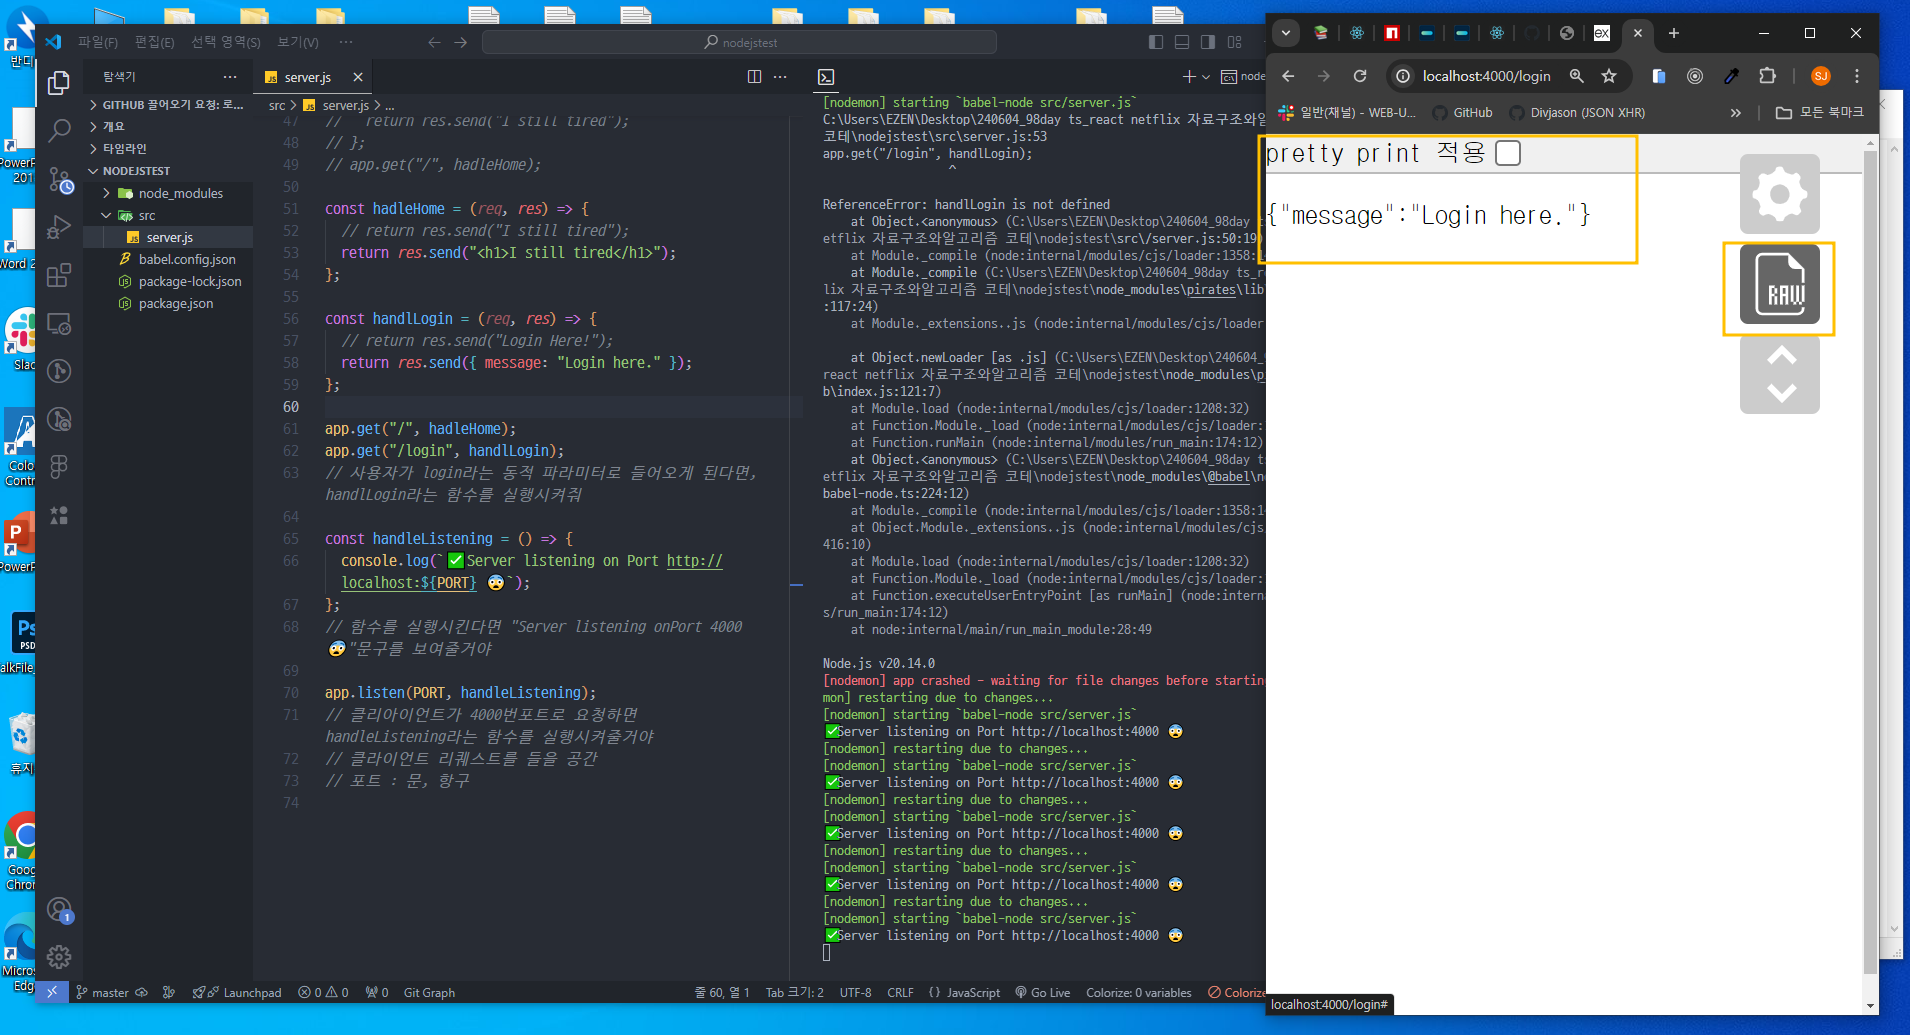 파일(F) 편집(E) 선택 영역(S) 보기(V) ···
nodejstest
탐색기
GITHUB 끌어오기 요청: 로...
개요
타임라인
NODEJSTEST
node_modules
src
server.js
babel.config.json
package-lock.json
package.json
server.js
src > server.js > ...
47 //   return res.send("I still tired");
48 // };
49 // app.get("/", hadleHome);
50
51 const hadleHome = (req, res) => {
52 // return res.send("I still tired");
53 return res.send("<h1>I still tired</h1>");
54 };
55
56 const handlLogin = (req, res) => {
57 // return res.send("Login Here!");
58 return res.send({ message: "Login here." });
59 };
60
61 app.get("/", hadleHome);
62 app.get("/login", handlLogin);
63 // 사용자가 login라는 동적 파라미터로 들어오게 된다면,
handlLogin라는 함수를 실행시켜줘
64
65 const handleListening = () => {
66 console.log(`✅Server listening on Port http://
localhost:${PORT} 😨`);
67 };
68 // 함수를 실행시킨다면 "Server listening onPort 4000
😨"문구를 보여줄거야
69
70 app.listen(PORT, handleListening);
71 // 클리아이언트가 4000번포트로 요청하면
handleListening라는 함수를 실행시켜줄거야
72 // 클라이언트 리퀘스트를 들을 공간
73 // 포트 : 문, 항구
74
node
[nodemon] starting `babel-node src/server.js`
C:\Users\EZEN\Desktop\240604_98day ts_react netflix 자료구조와알고리즘
코테\nodejstest\src\server.js:53
app.get("/login", handlLogin);
^
ReferenceError: handlLogin is not defined
at Object.<anonymous> (C:\Users\EZEN\Desktop\240604_98day
etflix 자료구조와알고리즘 코테\nodejstest\src\/server.js:50:19)
at Module._compile (node:internal/modules/cjs/loader:1358:
at Module._compile (C:\Users\EZEN\Desktop\240604_98day ts_r
lix 자료구조와알고리즘 코테\nodejstest\node_modules\pirates\lib
:117:24)
at Module._extensions..js (node:internal/modules/cjs/loader
at Object.newLoader [as .js] (C:\Users\EZEN\Desktop\240604_
react netflix 자료구조와알고리즘 코테\nodejstest\node_modules\p
b\index.js:121:7)
at Module.load (node:internal/modules/cjs/loader:1208:32)
at Function.Module._load (node:internal/modules/cjs/loader:
at Function.runMain (node:internal/modules/run_main:174:12)
at Object.<anonymous> (C:\Users\EZEN\Desktop\240604_98day
etflix 자료구조와알고리즘 코테\nodejstest\node_modules\@babel\
babel-node.ts:224:12)
at Module._compile (node:internal/modules/cjs/loader:1358:
at Object.Module._extensions..js (node:internal/modules/cjs
416:10)
at Module.load (node:internal/modules/cjs/loader:1208:32)
at Function.Module._load (node:internal/modules/cjs/loader:
at Function.executeUserEntryPoint [as runMain] (node:intern
s/run_main:174:12)
at node:internal/main/run_main_module:28:49
Node.js v20.14.0
[nodemon] app crashed - waiting for file changes before startin
mon] restarting due to changes...
[nodemon] starting `babel-node src/server.js`
✅Server listening on Port http://localhost:4000 😨
[nodemon] restarting due to changes...
[nodemon] starting `babel-node src/server.js`
✅Server listening on Port http://localhost:4000 😨
[nodemon] restarting due to changes...
[nodemon] starting `babel-node src/server.js`
✅Server listening on Port http://localhost:4000 😨
[nodemon] restarting due to changes...
[nodemon] starting `babel-node src/server.js`
✅Server listening on Port http://localhost:4000 😨
[nodemon] restarting due to changes...
[nodemon] starting `babel-node src/server.js`
✅Server listening on Port http://localhost:4000 😨
master
Launchpad
0 0
0
Git Graph
줄 60, 열 1
Tab 크기: 2
UTF-8
CRLF
{} JavaScript
Go Live
Colorize: 0 variables
Colorize
ex
localhost:4000/login
SJ
일반(채널) - WEB-U...
GitHub
Divjason (JSON XHR)
»
모든 북마크
pretty print 적용
{"message":"Login here."}
RAW
localhost:4000/login#
반디
PowerP
201
Word 2
Slac
Colo
Contr
PowerP
Ps
PSD
alkFile_
휴지
Goog
Chro
Micros
Edg